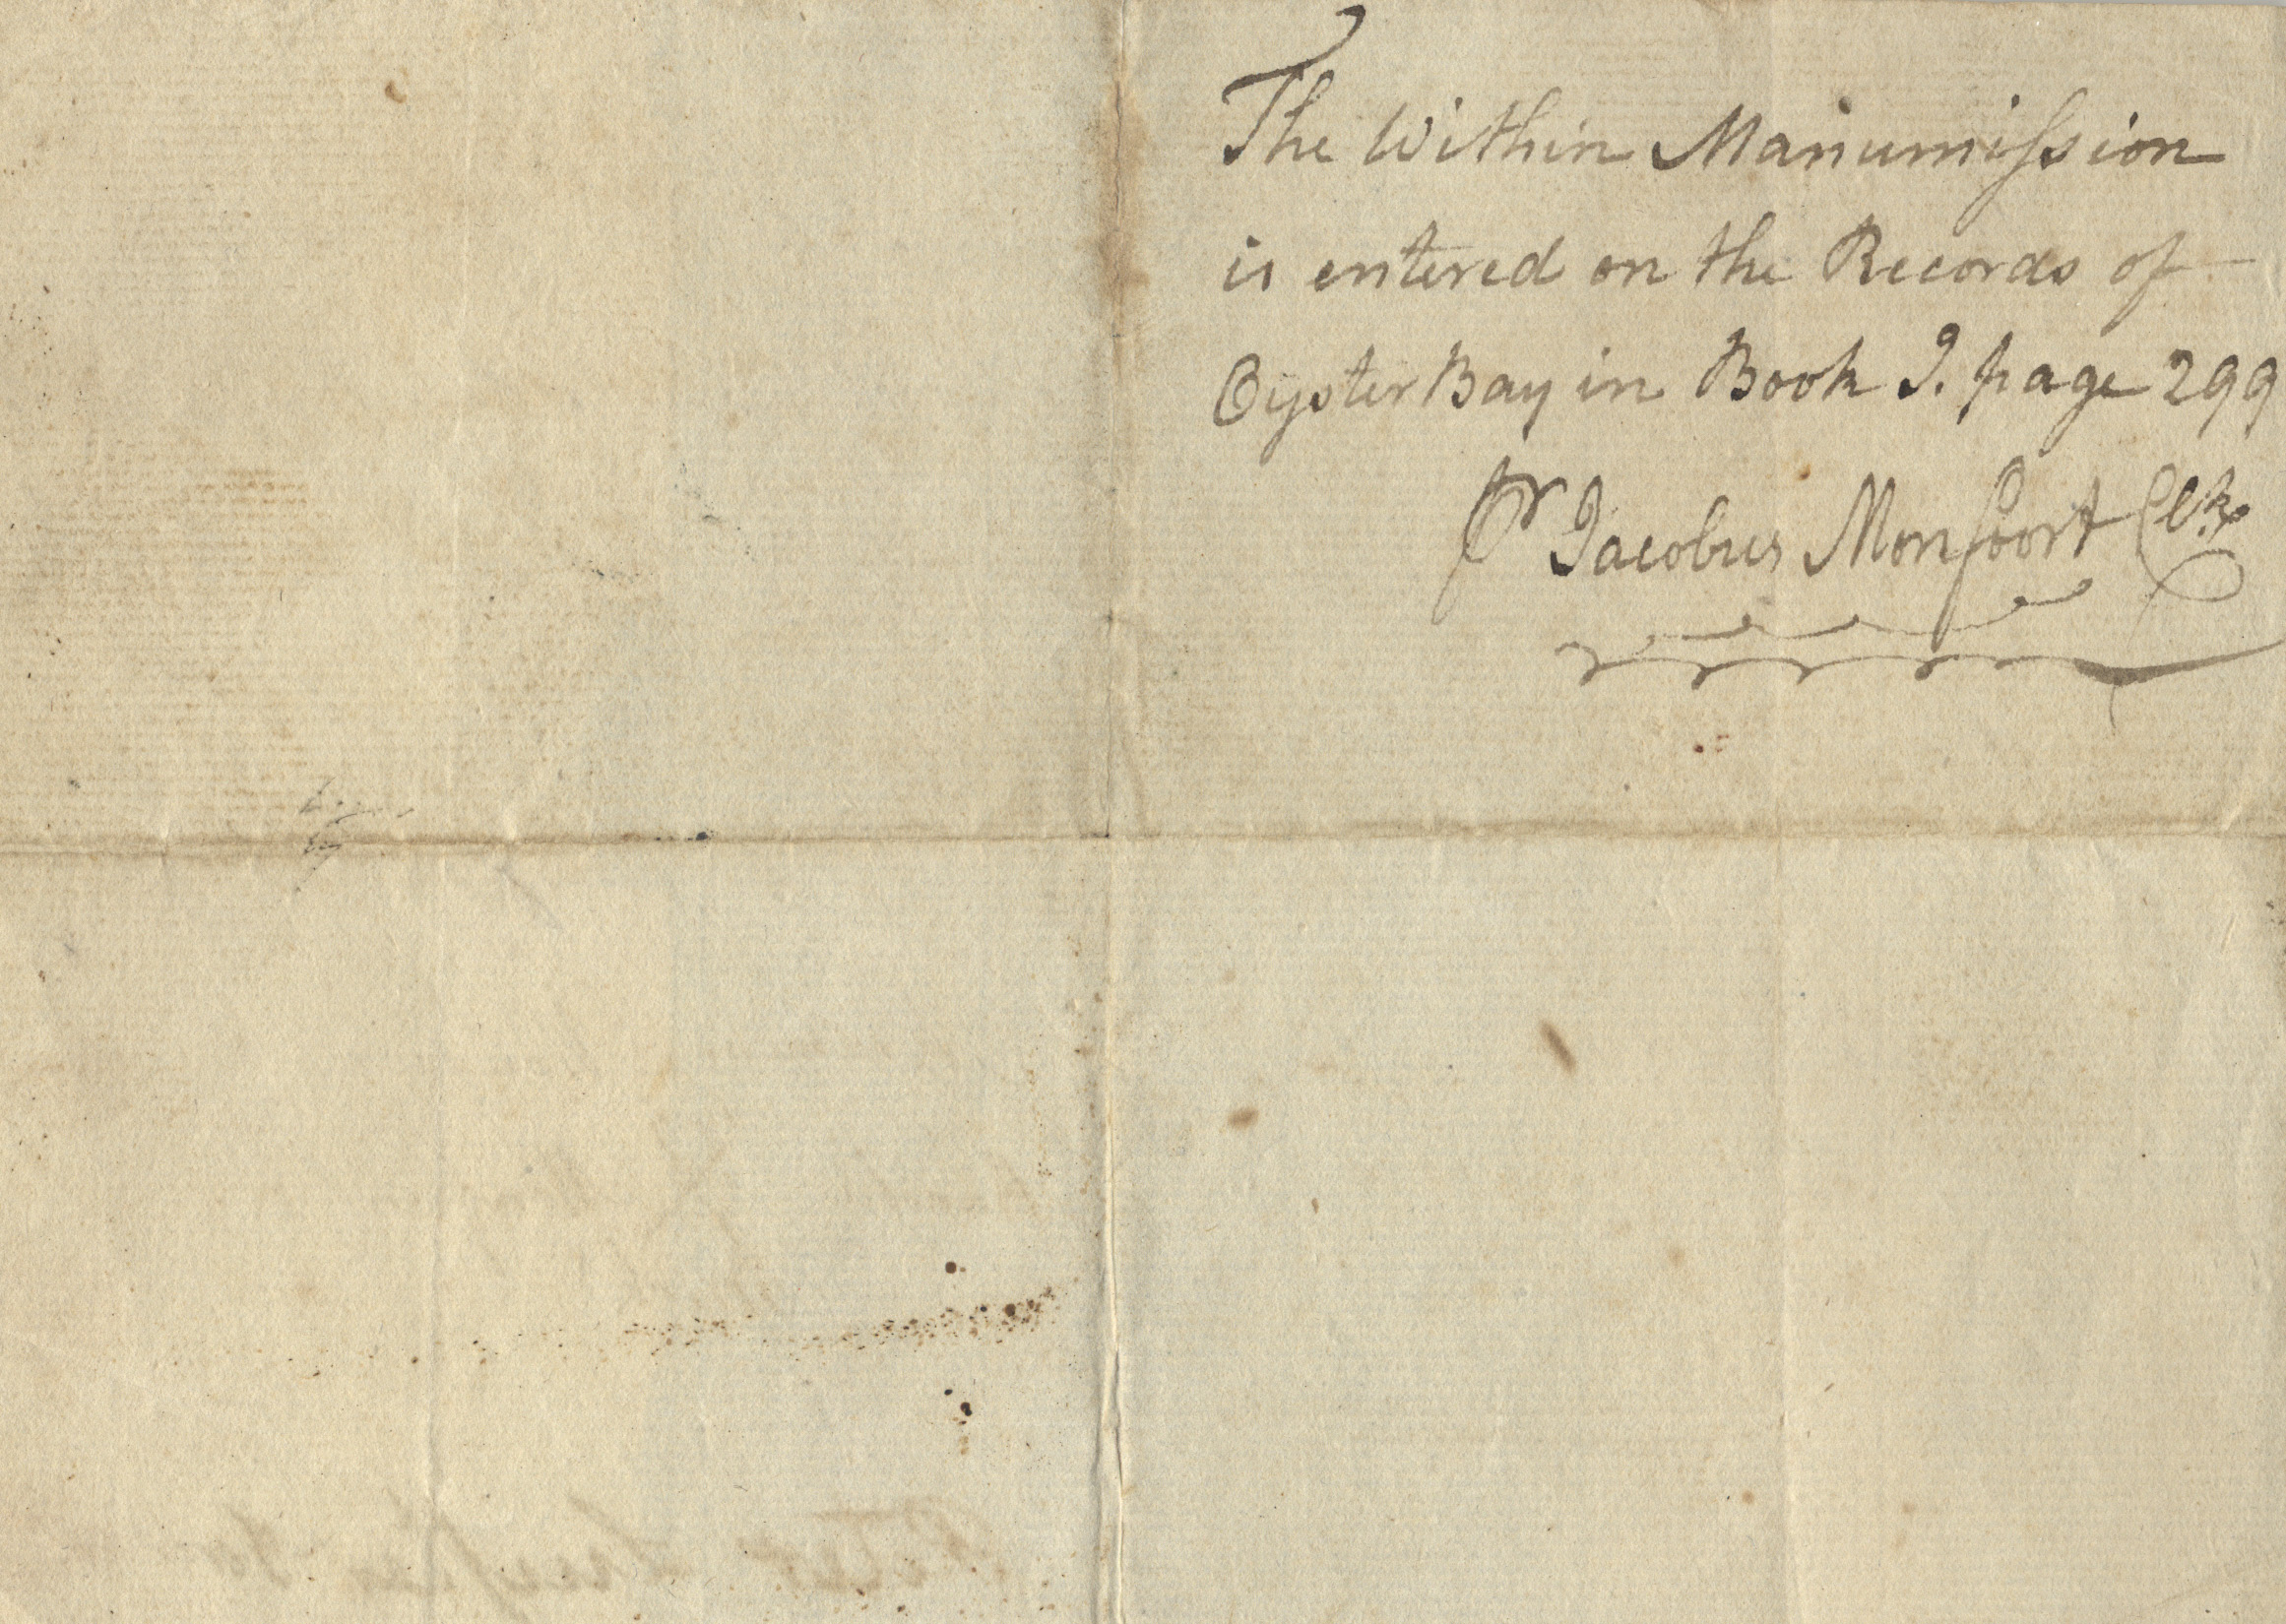 The Within Manumiſsion
is entered on the Records of
Oyster Bay in Book I. page 299
pr Jacobus Monfoort Clk